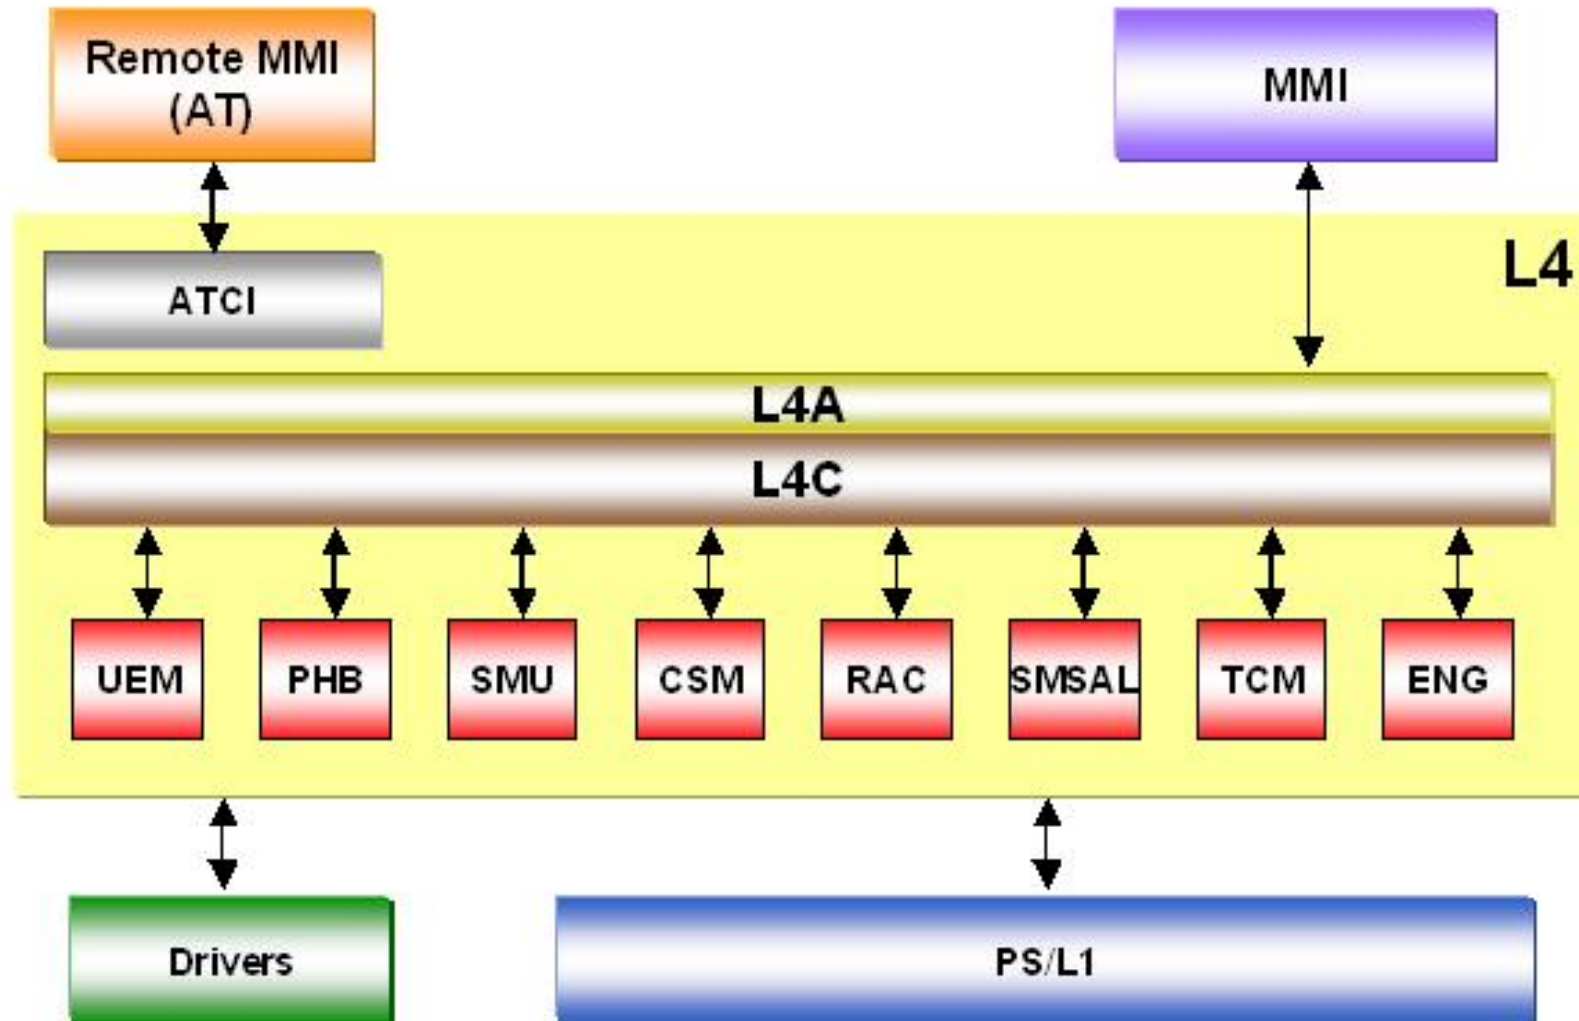 Remote MMI
(AT)
MMI
L4
ATCI
L4A
L4C
UEM
PHB
SMU
CSM
RAC
SMSAL
TCM
ENG
Drivers
PS/L1